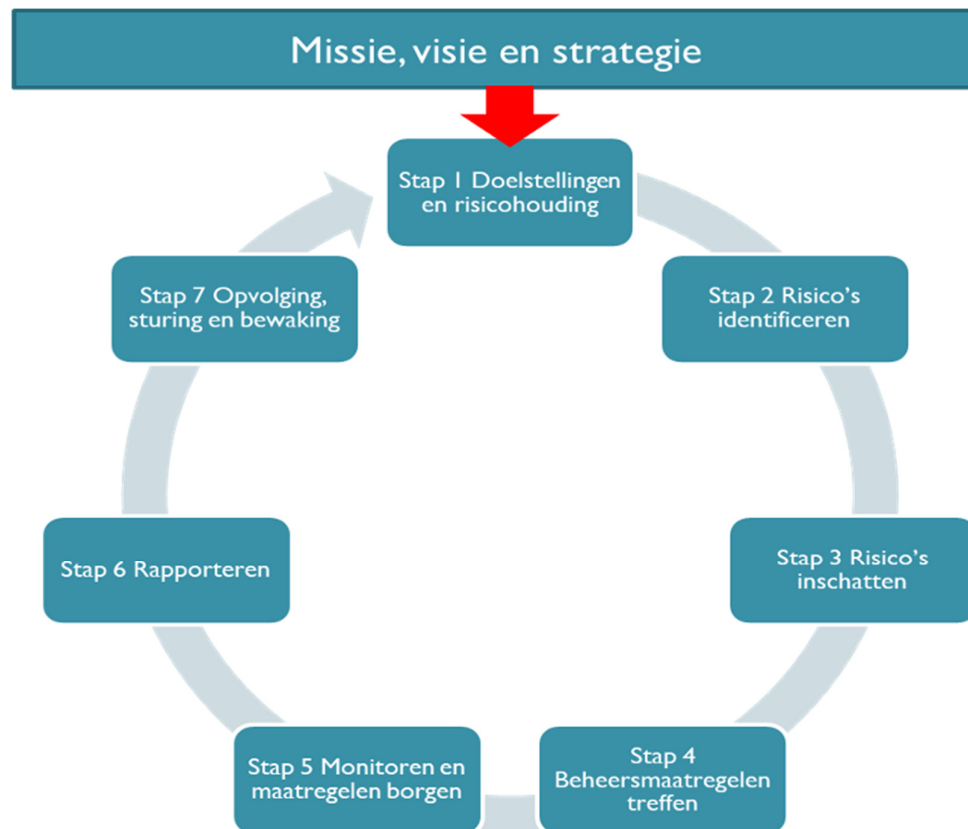 Missie, visie en strategie
Stap 1 Doelstellingen
en risicohouding
Stap 2 Risico’s
identificeren
Stap 3 Risico’s
inschatten
Stap 4
Beheersmaatregelen
treffen
Stap 5 Monitoren en
maatregelen borgen
Stap 6 Rapporteren
Stap 7 Opvolging,
sturing en bewaking